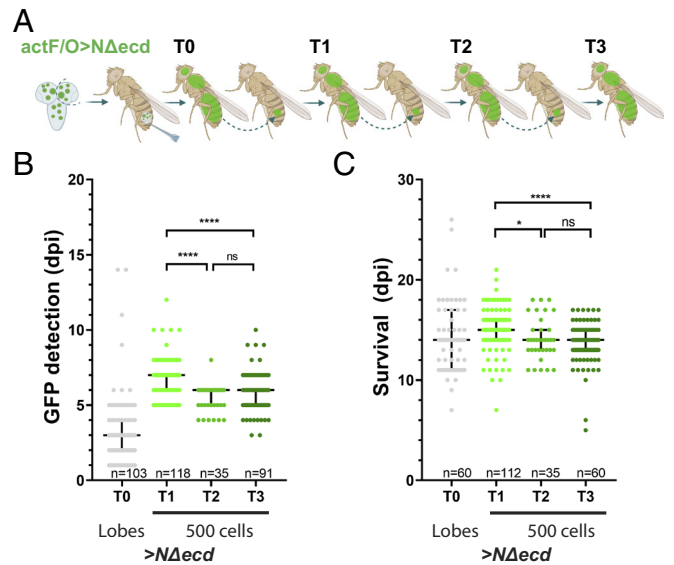 A
actF/O>NΔecd T0 T1 T2 T3
B
GFP detection (dpi)
20
15
10
5
0
****
**** ns
n=103 n=118 n=35 n=91
T0 T1 T2 T3
Lobes 500 cells
>NΔecd
C
Survival (dpi)
30
20
10
0
****
* ns
n=60 n=112 n=35 n=60
T0 T1 T2 T3
Lobes 500 cells
>NΔecd